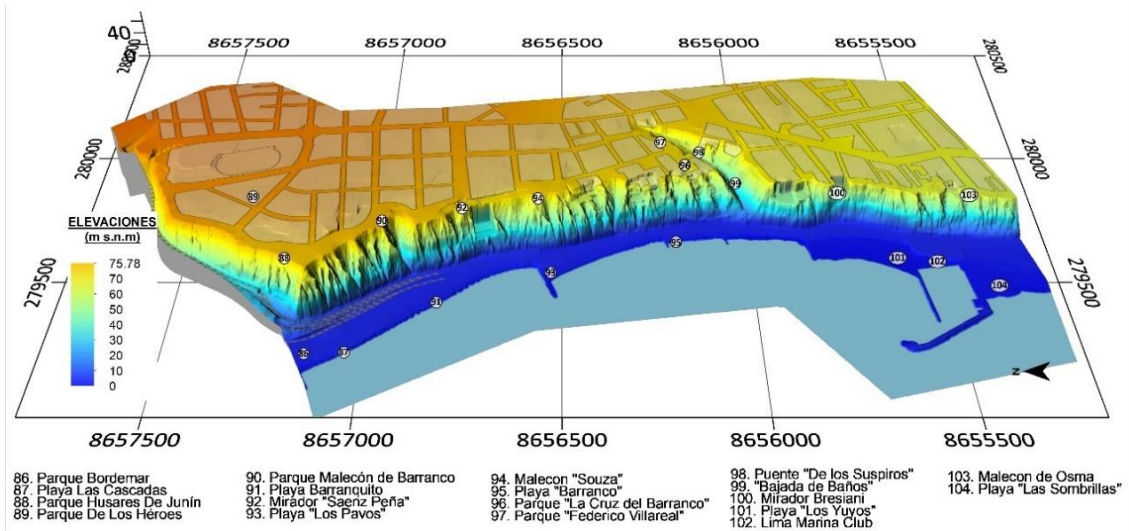 40
8657500 8657000 8656500 8656000 8655500
280500
280500
280000
280000
279500
279500
ELEVACIONES
(m s.n.m)
75.78
70
60
50
40
30
20
10
0
97
98
96
99
89
100
103
94
92
90
88
95
93
101
102
91
104
86
87
N
8657500 8657000 8656500 8656000 8655500
86. Parque Bordemar
87. Playa Las Cascadas
88. Parque Husares De Junín
89. Parque De Los Héroes
90. Parque Malecón de Barranco
91. Playa Barranquito
92. Mirador "Saenz Peña"
93. Playa "Los Pavos"
94. Malecon "Souza"
95. Playa "Barranco"
96. Parque "La Cruz del Barranco"
97. Parque "Federico Villareal"
98. Puente "De los Suspiros"
99. "Bajada de Baños"
100. Mirador Bresiani
101. Playa "Los Yuyos"
102. Lima Marina Club
103. Malecon de Osma
104. Playa "Las Sombrillas"